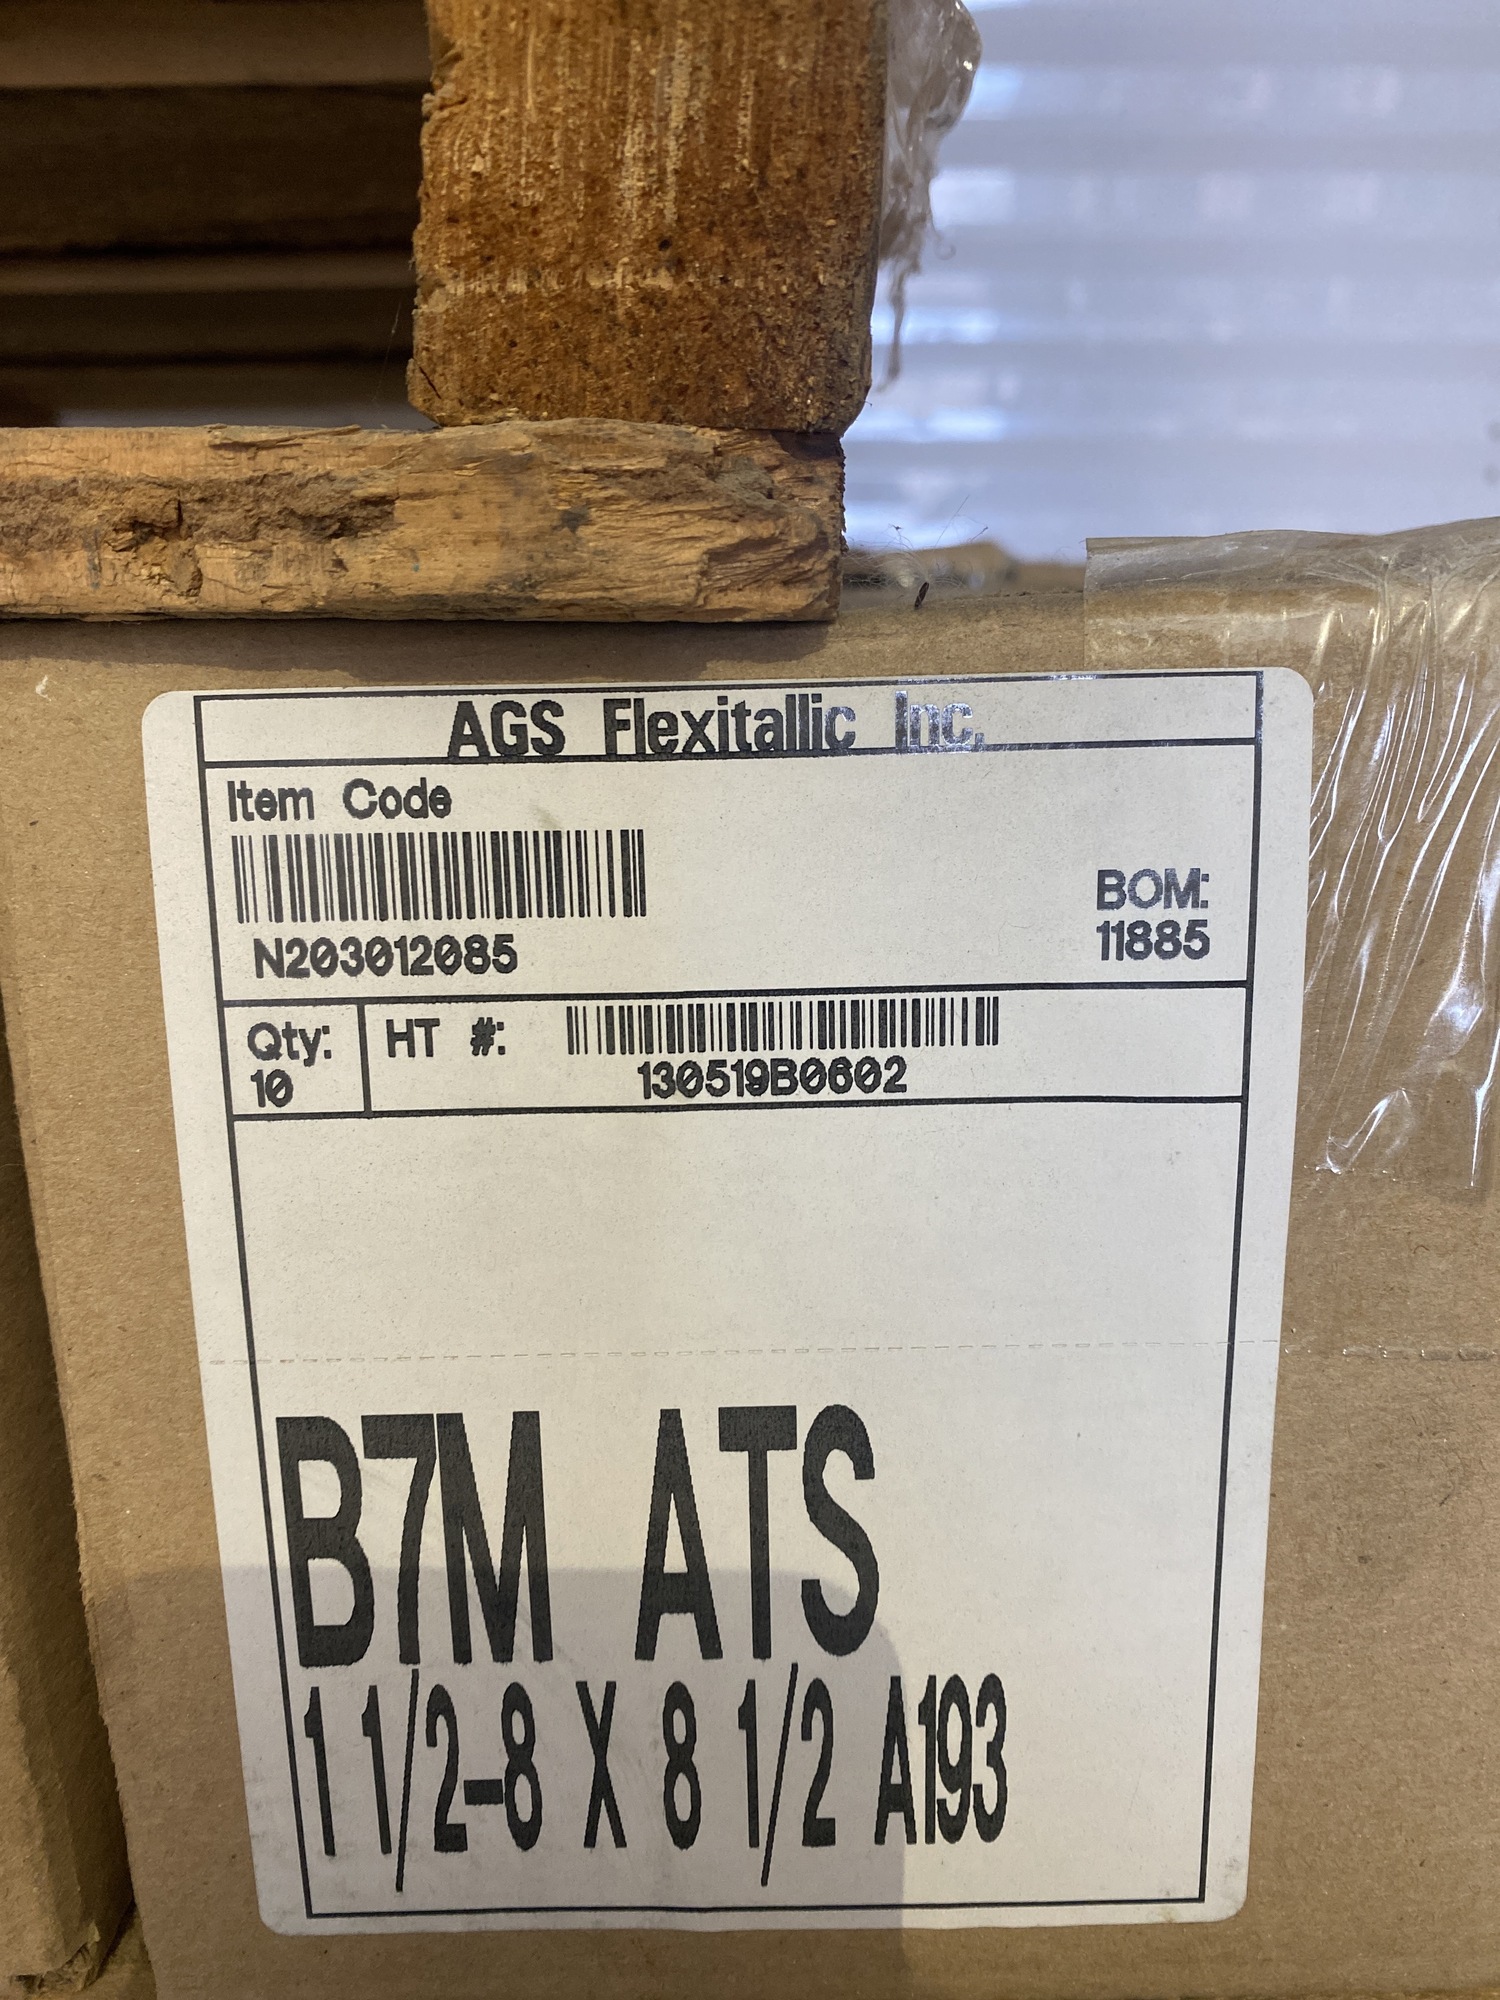 AGS Flexitallic Inc.
Item Code
N203012085
BOM:
11885
Qty:
10
HT #:
130519B0602
B7M ATS
1 1/2-8 X 8 1/2 A193